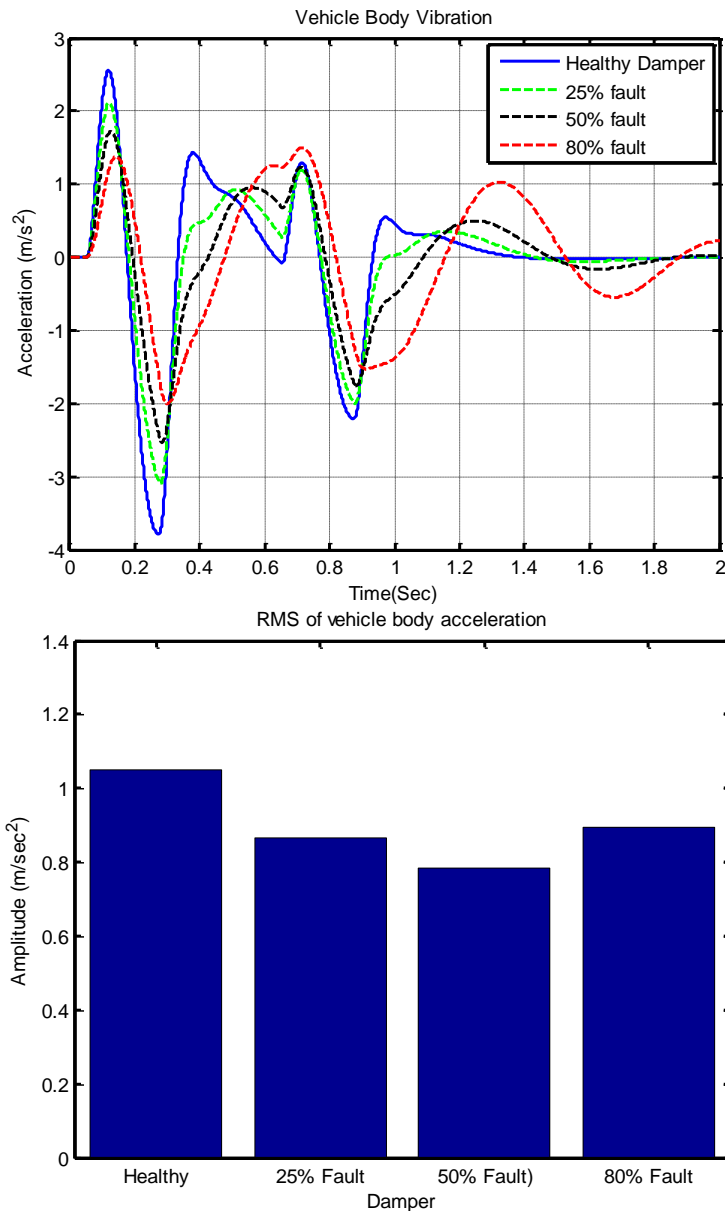 Vehicle Body Vibration
3
2
1
0
-1
-2
-3
-4
Acceleration (m/s²)
Healthy Damper
25% fault
50% fault
80% fault
0 0.2 0.4 0.6 0.8 1 1.2 1.4 1.6 1.8 2
Time(Sec)
RMS of vehicle body acceleration
1.4
1.2
1
0.8
0.6
0.4
0.2
0
Amplitude (m/sec²)
Healthy 25% Fault 50% Fault) 80% Fault
Damper